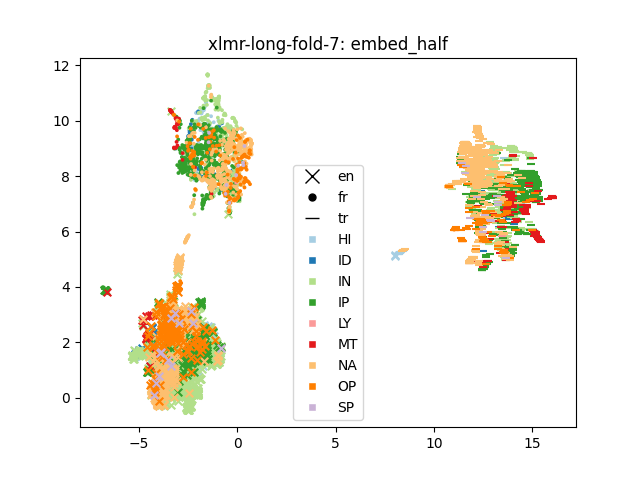 xlmr-long-fold-7: embed_half
12
10
8
6
4
2
0
−5
0
5
10
15
en
fr
tr
HI
ID
IN
IP
LY
MT
NA
OP
SP